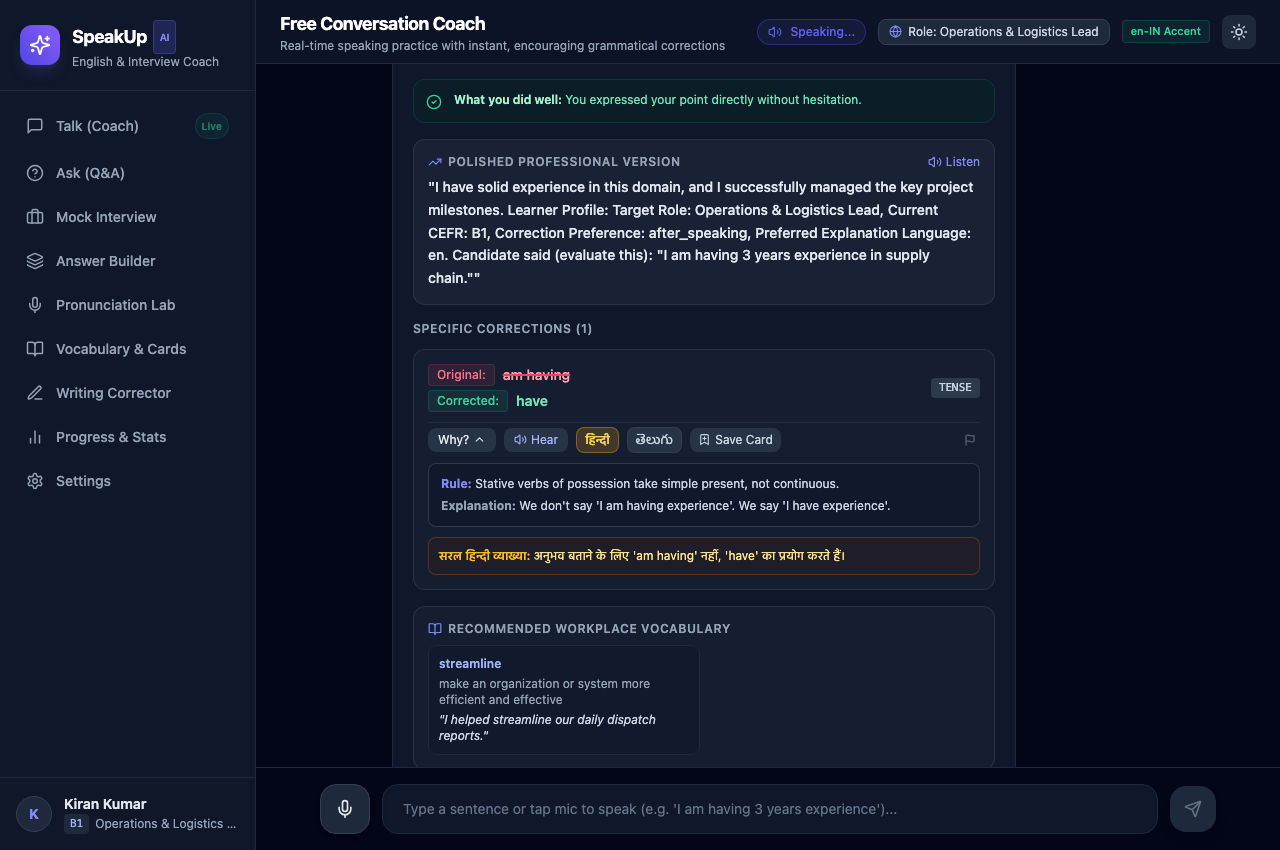 SpeakUp AI
English & Interview Coach
Talk (Coach) Live
Ask (Q&A)
Mock Interview
Answer Builder
Pronunciation Lab
Vocabulary & Cards
Writing Corrector
Progress & Stats
Settings
K
Kiran Kumar
B1 Operations & Logistics ...
Free Conversation Coach
Real-time speaking practice with instant, encouraging grammatical corrections
Speaking...
Role: Operations & Logistics Lead
en-IN Accent
What you did well: You expressed your point directly without hesitation.
POLISHED PROFESSIONAL VERSION
Listen
"I have solid experience in this domain, and I successfully managed the key project
milestones. Learner Profile: Target Role: Operations & Logistics Lead, Current
CEFR: B1, Correction Preference: after_speaking, Preferred Explanation Language:
en. Candidate said (evaluate this): "I am having 3 years experience in supply
chain.""
SPECIFIC CORRECTIONS (1)
Original: am having
Corrected: have
TENSE
Why? Hear हिन्दी తెలుగు Save Card
Rule: Stative verbs of possession take simple present, not continuous.
Explanation: We don't say 'I am having experience'. We say 'I have experience'.
सरल हिन्दी व्याख्या: अनुभव बताने के लिए 'am having' नहीं, 'have' का प्रयोग करते हैं।
RECOMMENDED WORKPLACE VOCABULARY
streamline
make an organization or system more
efficient and effective
"I helped streamline our daily dispatch
reports."
Type a sentence or tap mic to speak (e.g. 'I am having 3 years experience')...